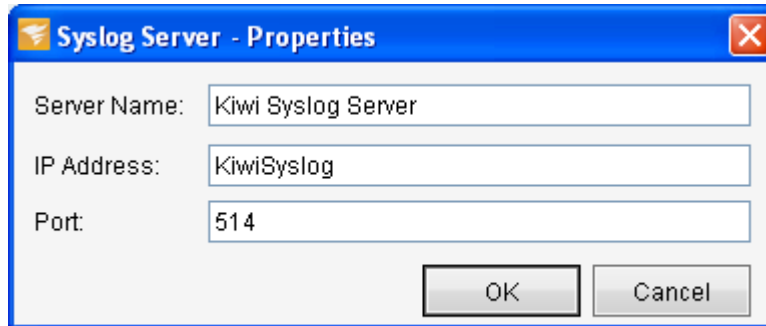 Syslog Server - Properties
Server Name: Kiwi Syslog Server
IP Address: KiwiSyslog
Port: 514
OK Cancel